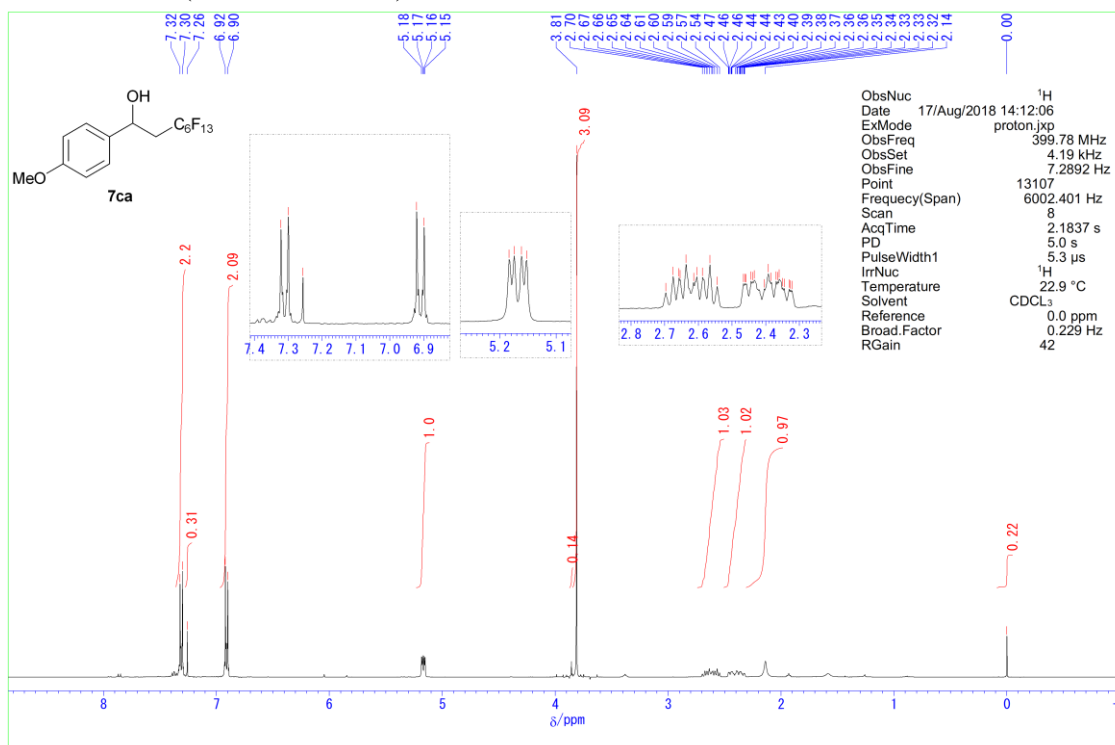 7.32 7.30 7.26 6.92 6.90 5.18 5.17 5.16 5.15 3.81 2.70 2.67 2.66 2.65 2.64 2.61 2.60 2.59 2.57 2.54 2.47 2.46 2.46 2.44 2.44 2.43 2.40 2.39 2.38 2.37 2.36 2.36 2.35 2.34 2.33 2.33 2.32 2.14 0.00
OH
C6F13
MeO
7ca
ObsNuc 1H
Date 17/Aug/2018 14:12:06
ExMode proton.jxp
ObsFreq 399.78 MHz
ObsSet 4.19 kHz
ObsFine 7.2892 Hz
Point 13107
Frequecy(Span) 6002.401 Hz
Scan 8
AcqTime 2.1837 s
PD 5.0 s
PulseWidth1 5.3 µs
IrrNuc 1H
Temperature 22.9 °C
Solvent CDCL3
Reference 0.0 ppm
Broad.Factor 0.229 Hz
RGain 42
7.4 7.3 7.2 7.1 7.0 6.9
5.2 5.1
2.8 2.7 2.6 2.5 2.4 2.3
2.2 0.31 2.09 1.0 0.14 3.09 1.03 1.02 0.97 0.22
8 7 6 5 4 3 2 1 0
δ/ppm